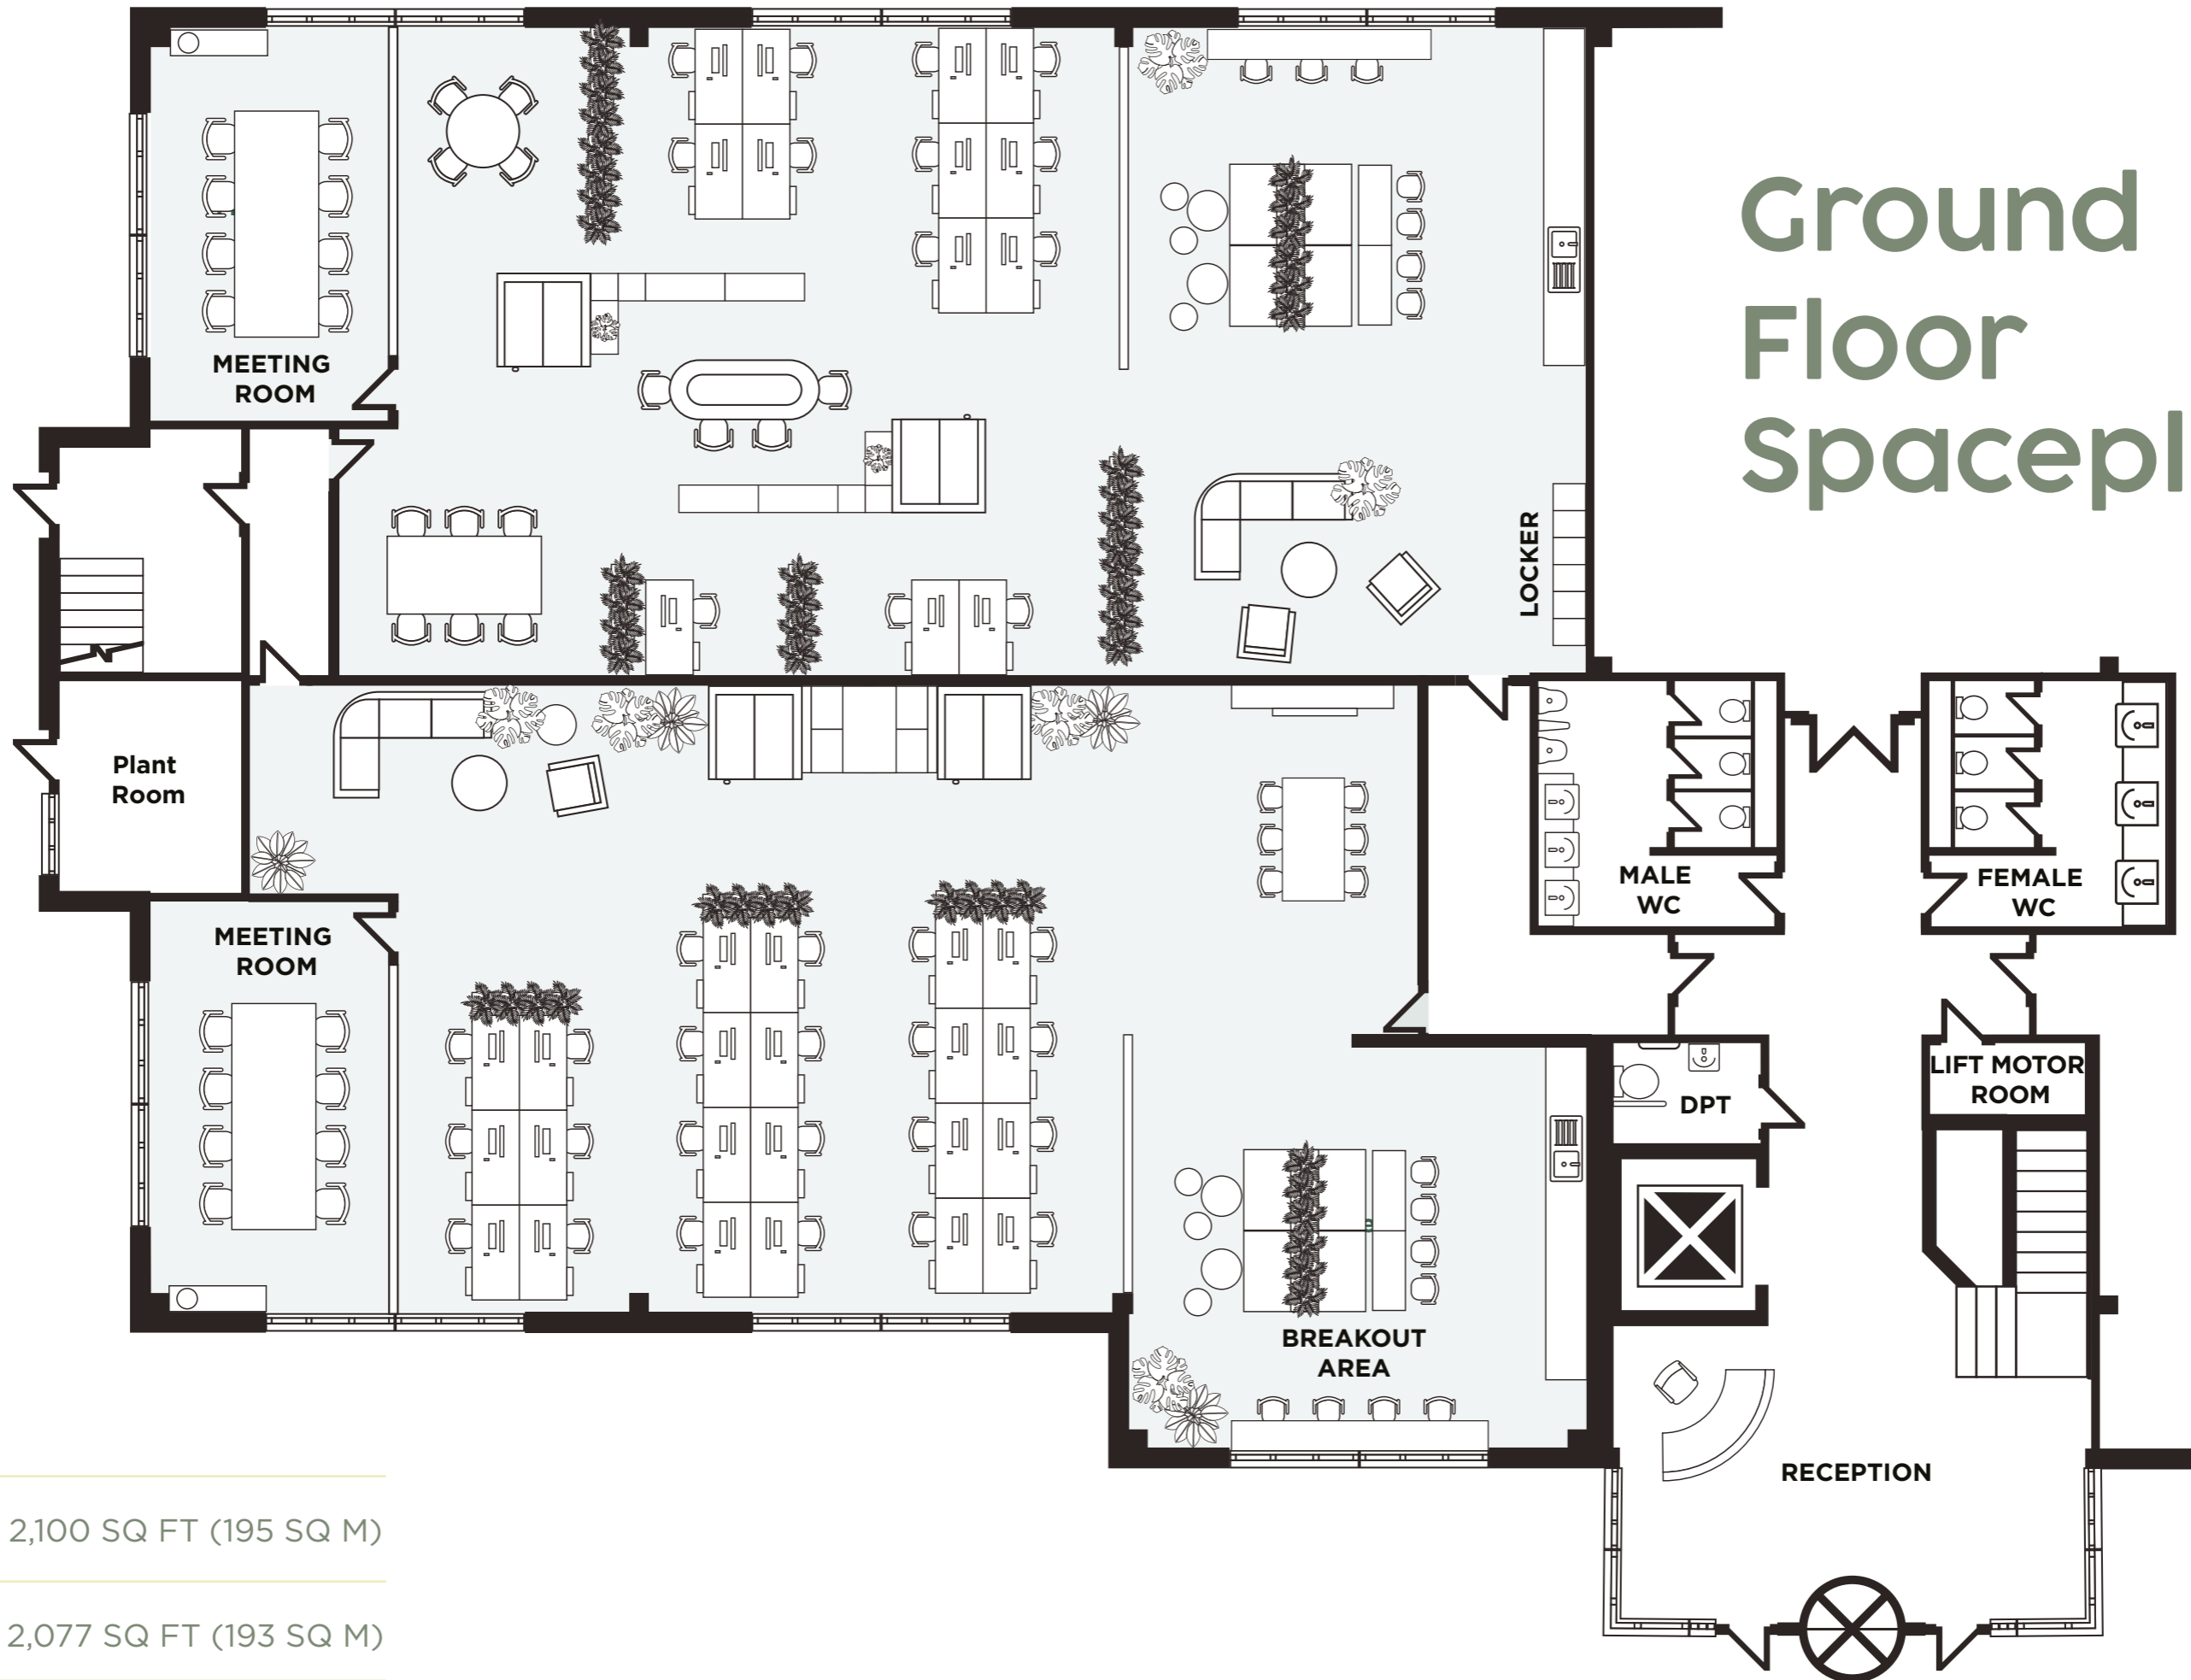 Ground
Floor
Spacepl
MEETING
ROOM
LOCKER
Plant
Room
MALE
WC
FEMALE
WC
MEETING
ROOM
LIFT MOTOR
ROOM
DPT
BREAKOUT
AREA
RECEPTION
2,100 SQ FT (195 SQ M)
2,077 SQ FT (193 SQ M)